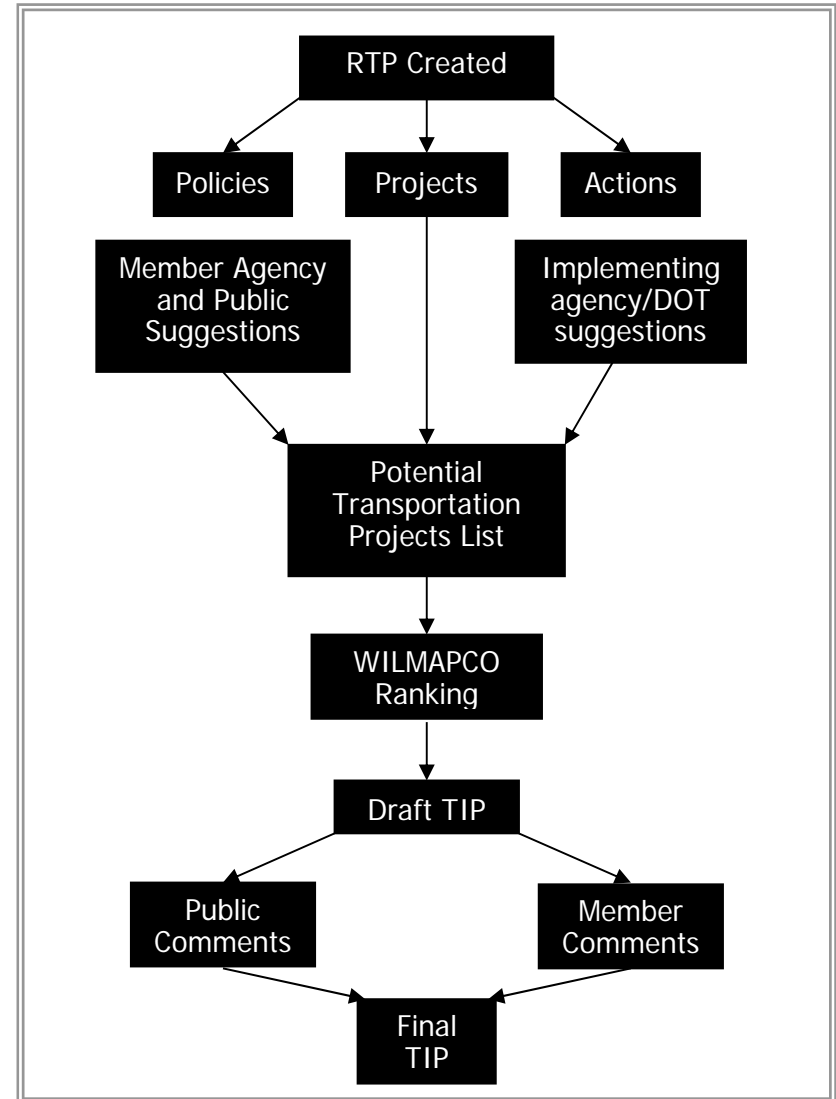 RTP Created
Policies
Projects
Actions
Member Agency
and Public
Suggestions
Implementing
agency/DOT
suggestions
Potential
Transportation
Projects List
WILMAPCO
Ranking
Draft TIP
Public
Comments
Member
Comments
Final
TIP